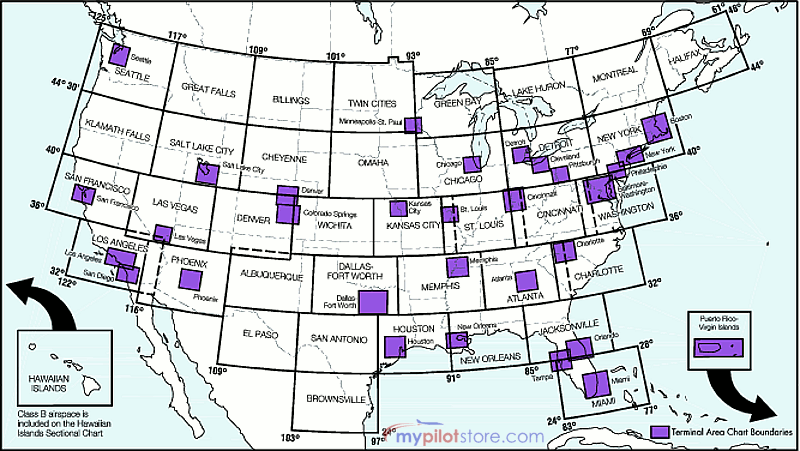 125°
117°
109°
101°
93°
85°
77°
69°
61°
48°
44°
Seattle
SEATTLE
GREAT FALLS
BILLINGS
TWIN CITIES
Minneapolis-St. Paul
GREEN BAY
LAKE HURON
MONTREAL
HALIFAX
44° 30'
KLAMATH FALLS
SALT LAKE CITY
Salt Lake City
CHEYENNE
OMAHA
Chicago
CHICAGO
Detroit
DETROIT
Cleveland
Pittsburgh
NEW YORK
New York
Boston
Philadelphia
Baltimore-
Washington
40°
40°
SAN FRANCISCO
San Francisco
LAS VEGAS
Las Vegas
DENVER
Denver
Colorado Springs
WICHITA
Kansas
City
KANSAS CITY
St. Louis
ST. LOUIS
Cincinnati
CINCINNATI
WASHINGTON
36°
36°
LOS ANGELES
Los Angeles
San Diego
PHOENIX
Phoenix
ALBUQUERQUE
DALLAS-
FORT WORTH
Dallas
Fort Worth
Memphis
MEMPHIS
Atlanta
ATLANTA
Charlotte
CHARLOTTE
32°
122°
116°
32°
EL PASO
SAN ANTONIO
HOUSTON
Houston
New Orleans
NEW ORLEANS
JACKSONVILLE
Orlando
Tampa
Miami
MIAMI
109°
91°
85°
28°
BROWNSVILLE
103°
97°
24°
24°
83°
77°
HAWAIIAN
ISLANDS
Class B airspace is
included on the Hawaiian
Islands Sectional Chart
Puerto Rico-
Virgin Islands
mypilotstore.com
Terminal Area Chart Boundaries